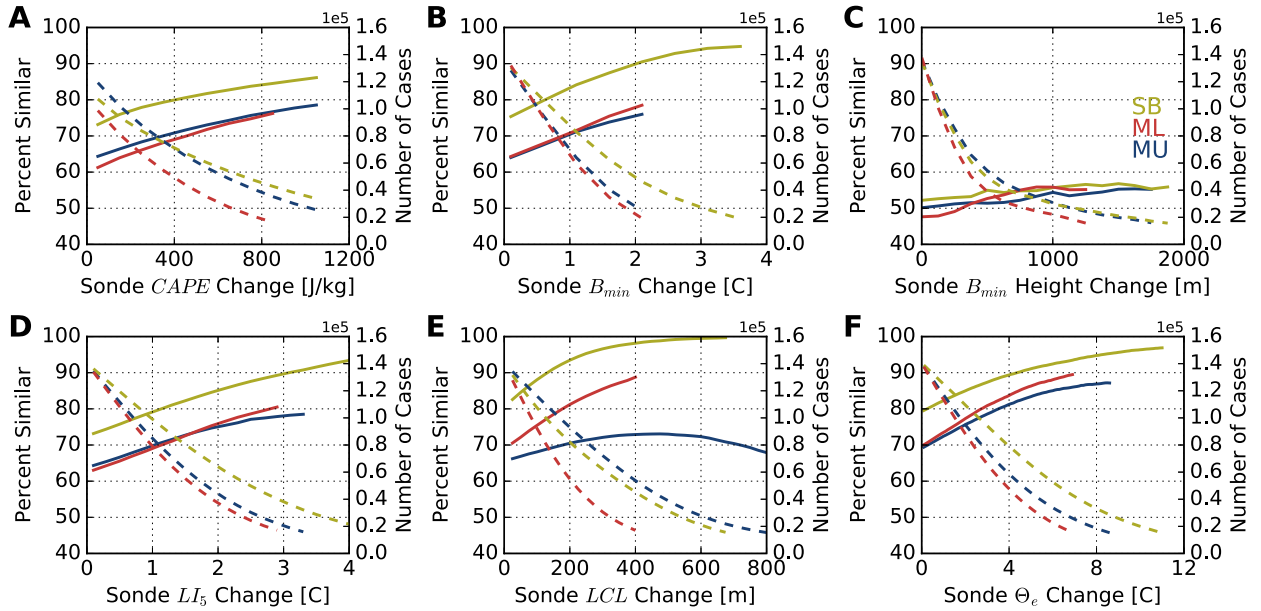 A
1e5
B
1e5
C
1e5
100
90
80
70
60
50
40
Percent Similar
1.6
1.4
1.2
1.0
0.8
0.6
0.4
0.2
0.0
Number of Cases
0 400 800 1200
Sonde CAPE Change [J/kg]
100
90
80
70
60
50
40
Percent Similar
1.6
1.4
1.2
1.0
0.8
0.6
0.4
0.2
0.0
Number of Cases
0 1 2 3 4
Sonde B_min Change [C]
100
90
80
70
60
50
40
Percent Similar
SB
ML
MU
1.6
1.4
1.2
1.0
0.8
0.6
0.4
0.2
0.0
Number of Cases
0 1000 2000
Sonde B_min Height Change [m]
D
1e5
E
1e5
F
1e5
100
90
80
70
60
50
40
Percent Similar
1.6
1.4
1.2
1.0
0.8
0.6
0.4
0.2
0.0
Number of Cases
0 1 2 3 4
Sonde LI_5 Change [C]
100
90
80
70
60
50
40
Percent Similar
1.6
1.4
1.2
1.0
0.8
0.6
0.4
0.2
0.0
Number of Cases
0 200 400 600 800
Sonde LCL Change [m]
100
90
80
70
60
50
40
Percent Similar
1.6
1.4
1.2
1.0
0.8
0.6
0.4
0.2
0.0
Number of Cases
0 4 8 12
Sonde Θ_e Change [C]